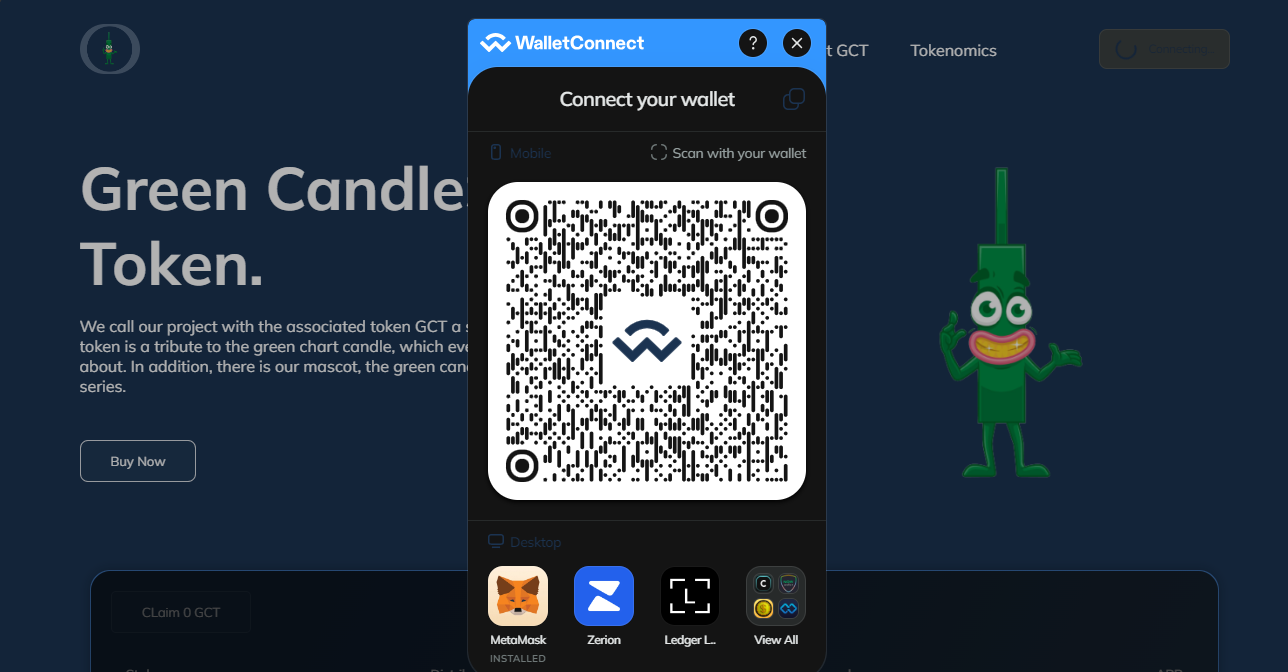 WalletConnect
?
t GCT
Tokenomics
Connecting...
Connect your wallet
Mobile
Scan with your wallet
Green Candle
Token.
We call our project with the associated token GCT a
token is a tribute to the green chart candle, which eve
about. In addition, there is our mascot, the green can
series.
Buy Now
Desktop
CLaim 0 GCT
MetaMask
INSTALLED
Zerion
L
Ledger L..
C
View All